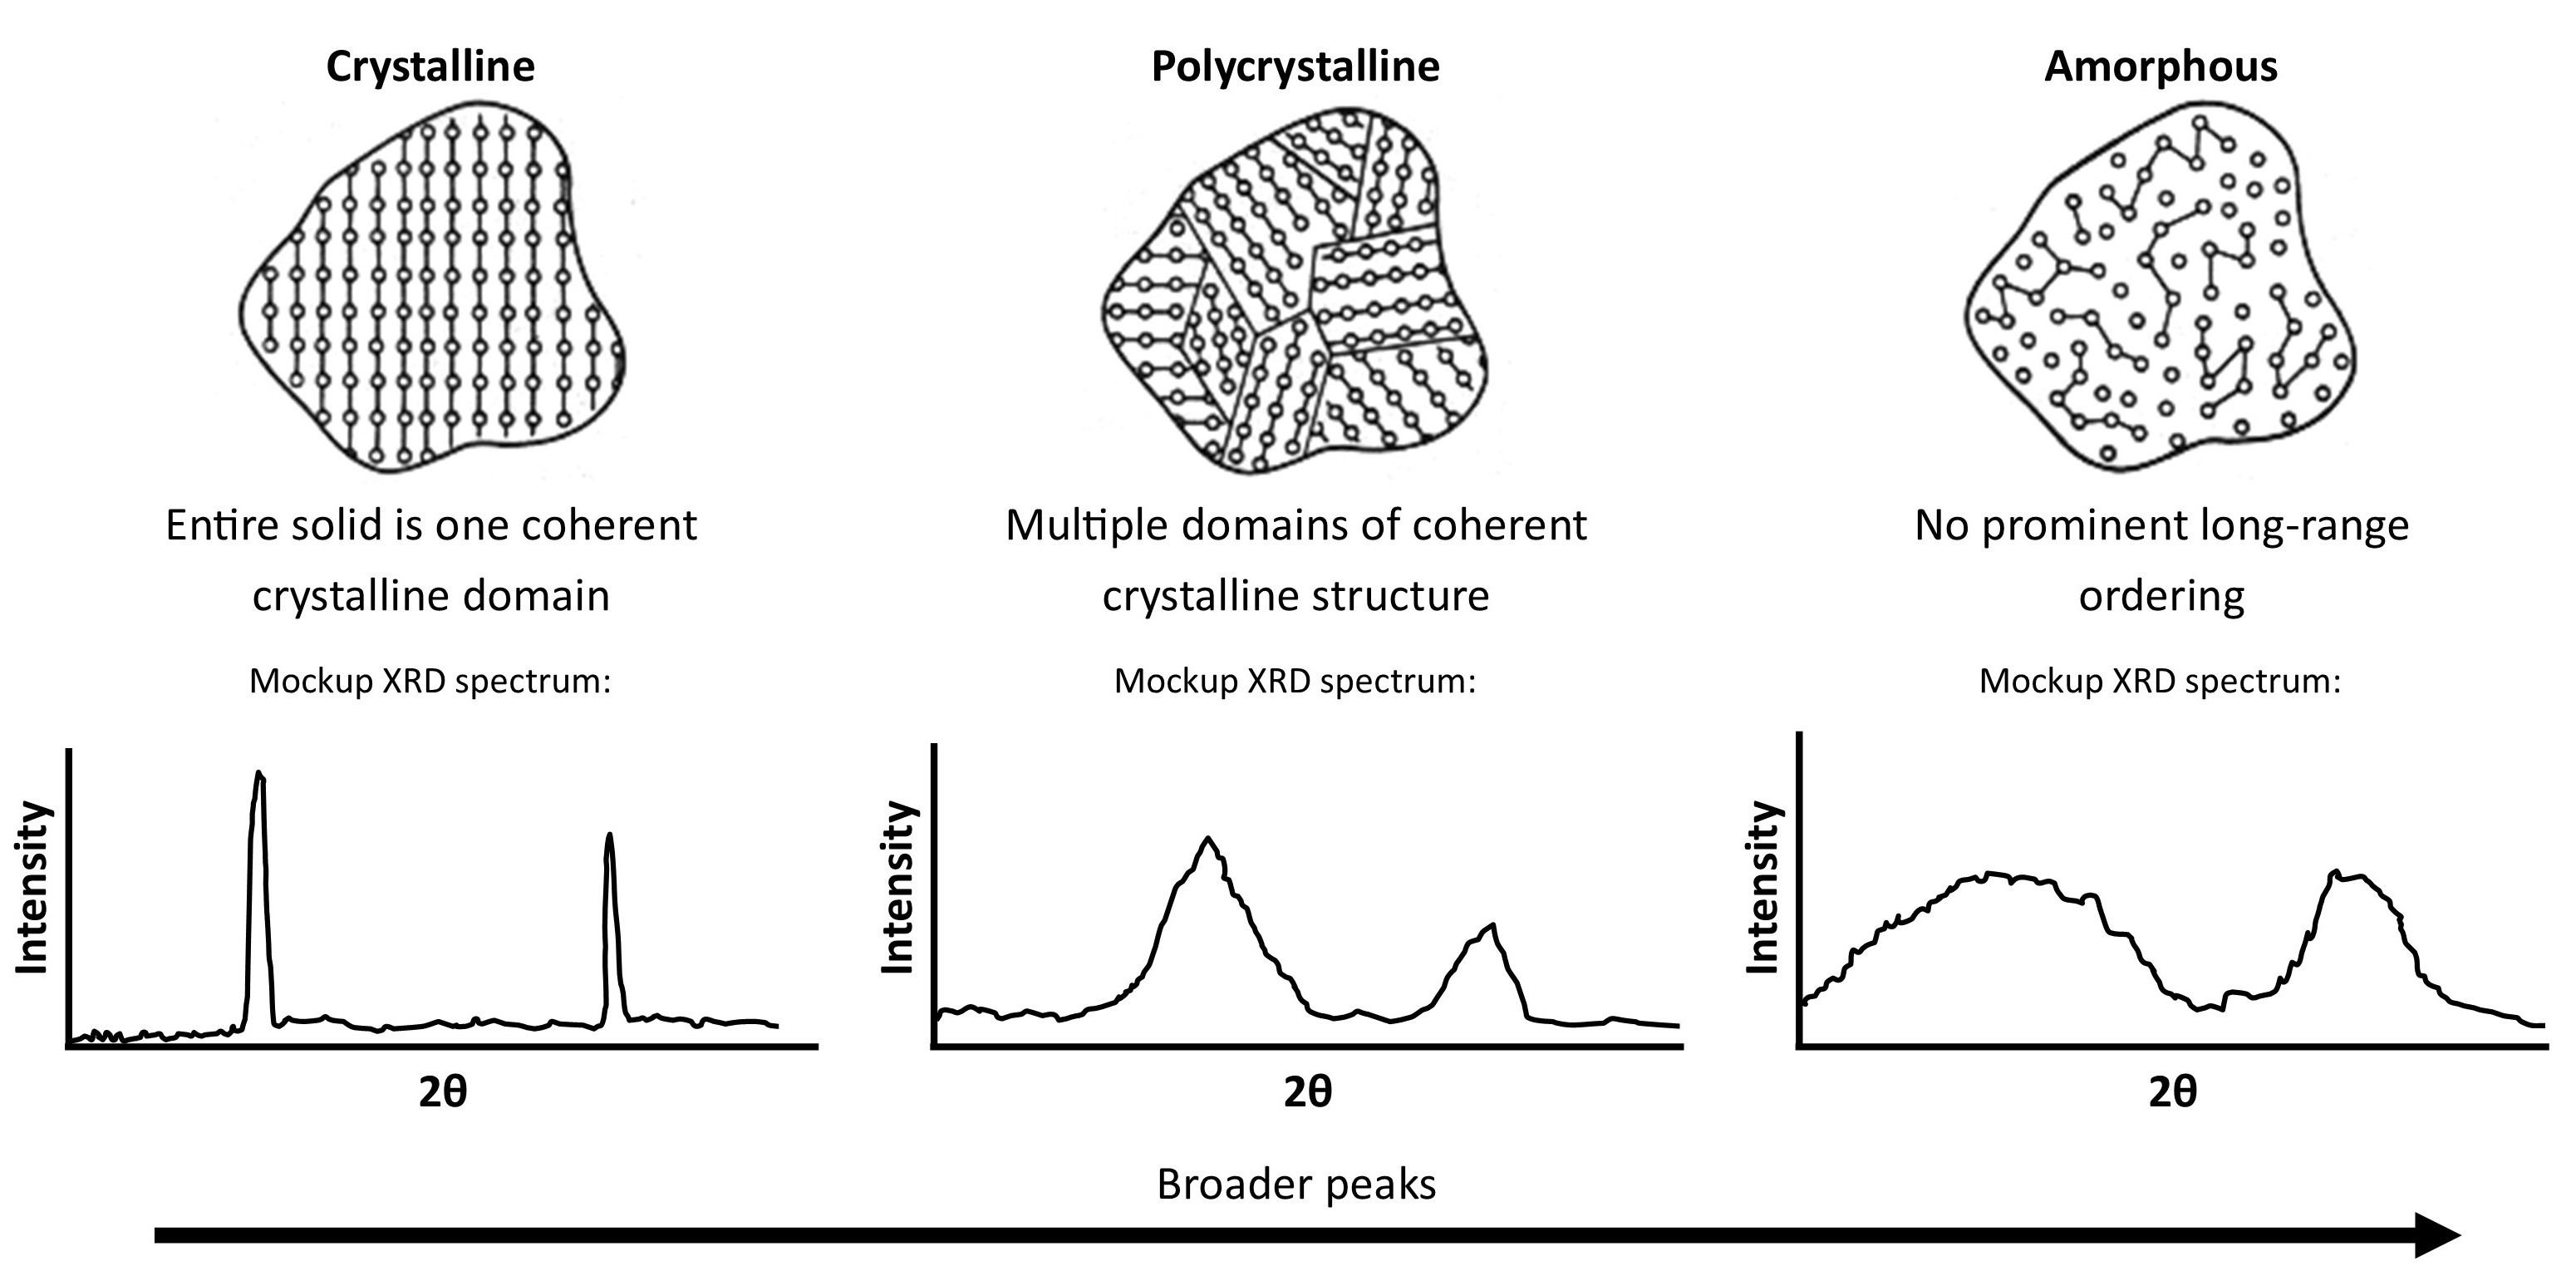 Crystalline
Polycrystalline
Amorphous
Entire solid is one coherent
crystalline domain
Multiple domains of coherent
crystalline structure
No prominent long-range
ordering
Mockup XRD spectrum:
Mockup XRD spectrum:
Mockup XRD spectrum:
Intensity
2θ
Intensity
2θ
Intensity
2θ
Broader peaks